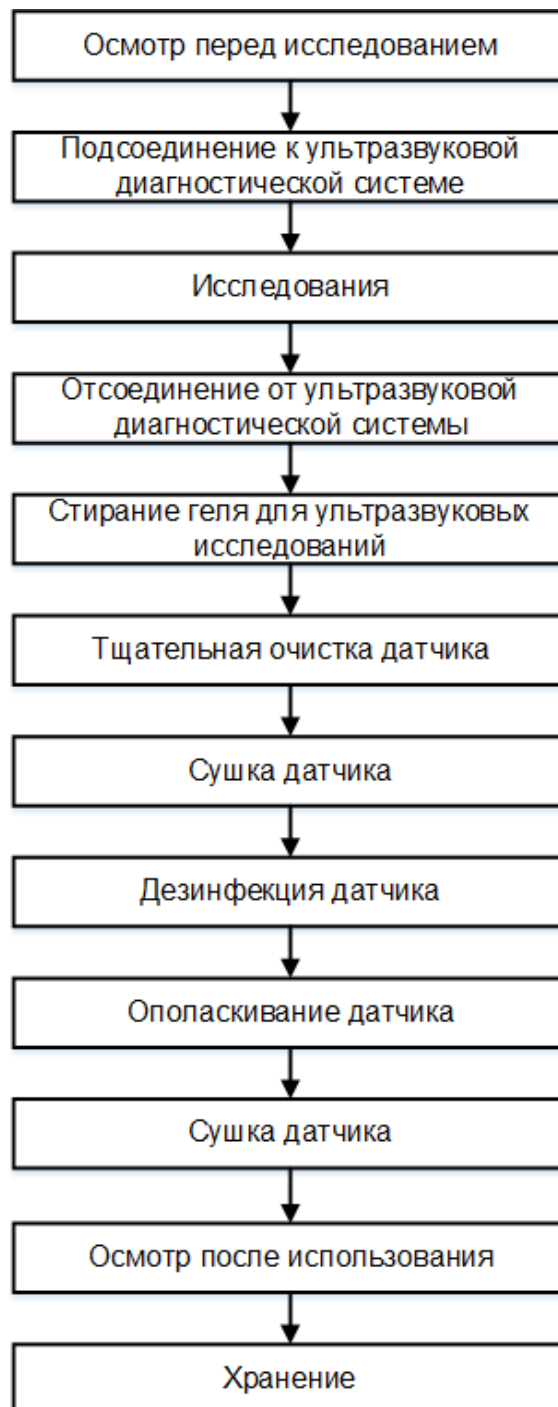 Осмотр перед исследованием
Подсоединение к ультразвуковой
диагностической системе
Исследования
Отсоединение от ультразвуковой
диагностической системы
Стирание геля для ультразвуковых
исследований
Тщательная очистка датчика
Сушка датчика
Дезинфекция датчика
Ополаскивание датчика
Сушка датчика
Осмотр после использования
Хранение